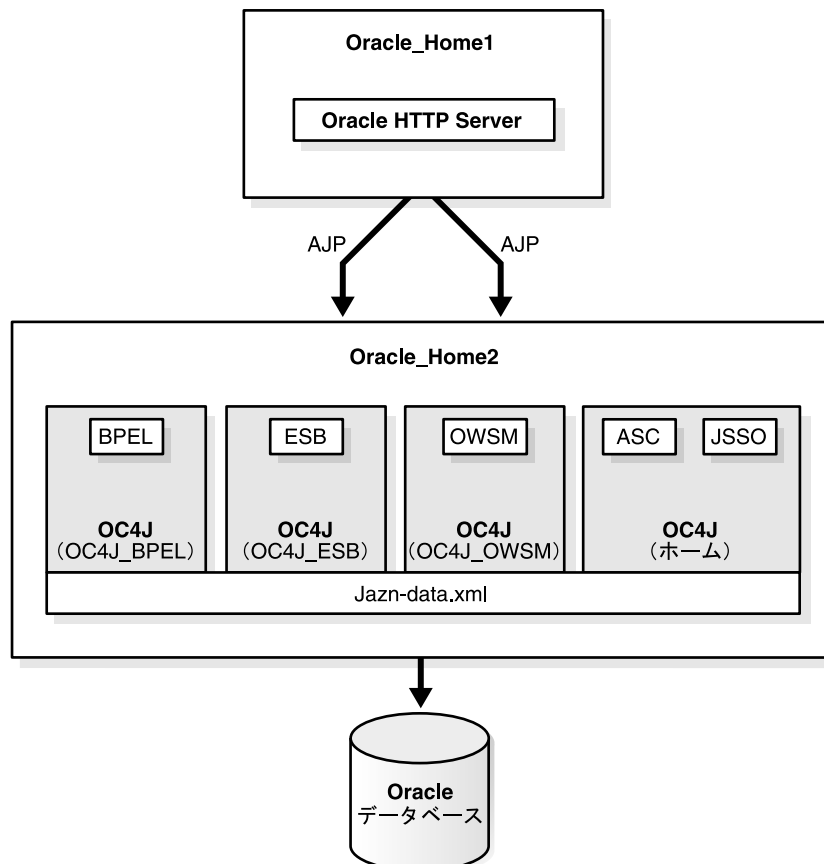 Oracle_Home1
Oracle HTTP Server
AJP
AJP
Oracle_Home2
BPEL
OC4J
（OC4J_BPEL）
ESB
OC4J
（OC4J_ESB）
OWSM
OC4J
（OC4J_OWSM）
ASC
JSSO
OC4J
（ホーム）
Jazn-data.xml
Oracle
データベース